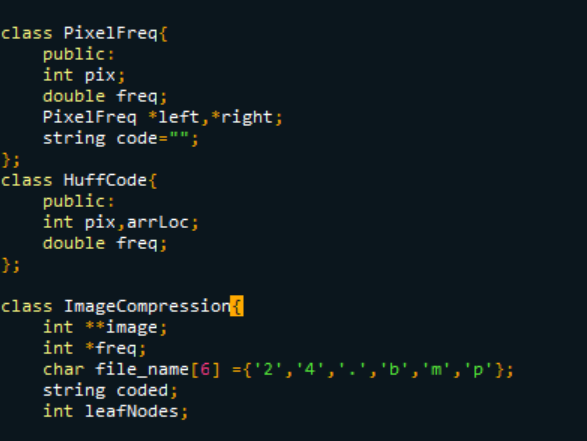 class PixelFreq{
    public:
    int pix;
    double freq;
    PixelFreq *left,*right;
    string code="";
};
class HuffCode{
    public:
    int pix,arrLoc;
    double freq;
};

class ImageCompression{
    int **image;
    int *freq;
    char file_name[6] ={'2','4','.','b','m','p'};
    string coded;
    int leafNodes;